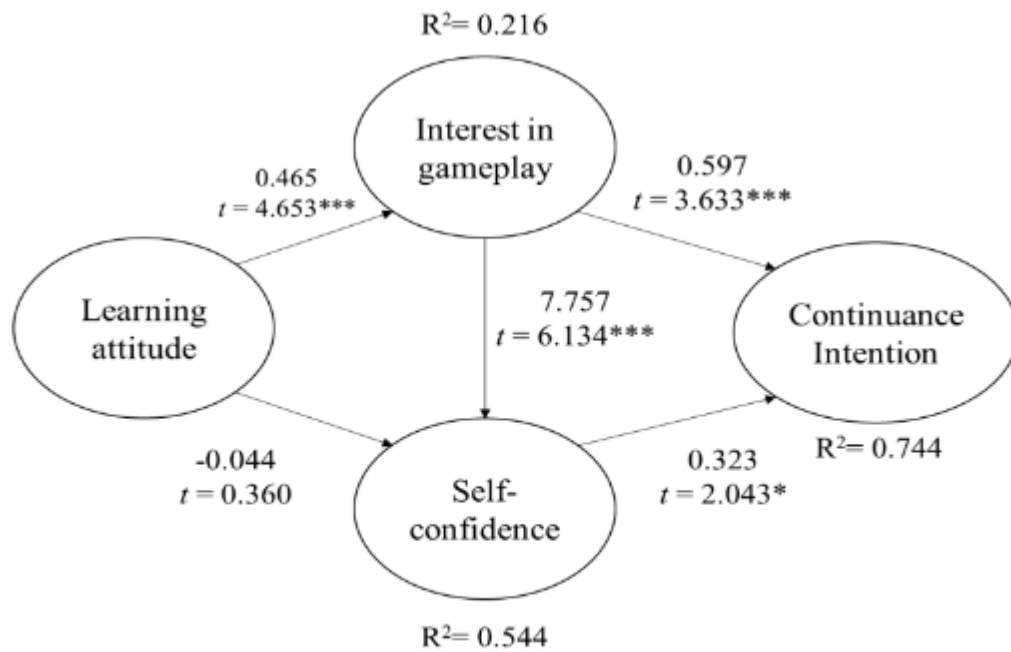 R²= 0.216
Interest in
gameplay
0.465
t = 4.653***
0.597
t = 3.633***
Learning
attitude
7.757
t = 6.134***
Continuance
Intention
-0.044
t = 0.360
Self-
confidence
0.323
t = 2.043*
R²= 0.744
R²= 0.544